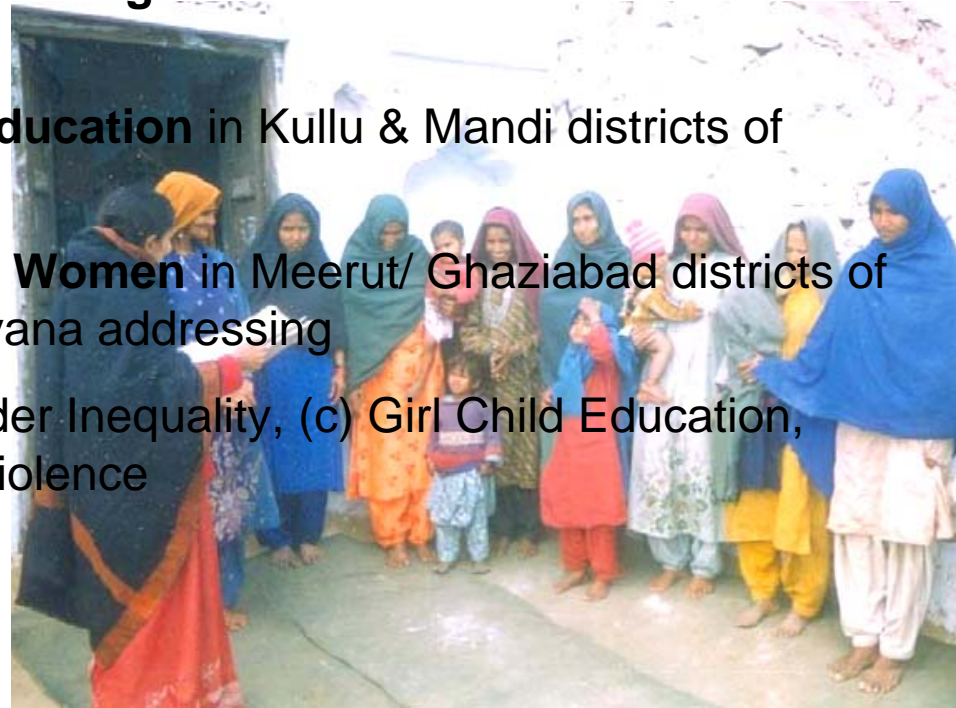 ducation in Kullu & Mandi districts of
Women in Meerut/ Ghaziabad districts of
yana addressing
der Inequality, (c) Girl Child Education,
iolence